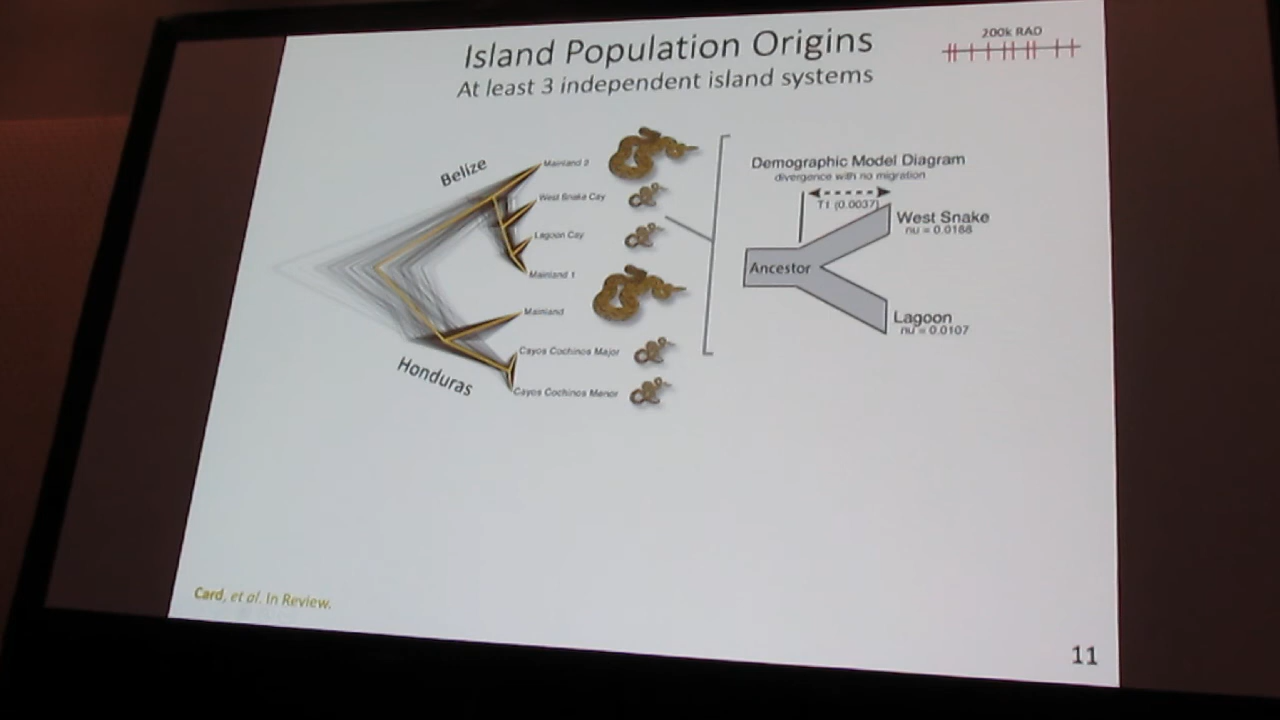 Island Population Origins
At least 3 independent island systems
200k RAD
Belize
Mainland 2
West Snake Cay
Lagoon Cay
Mainland 1
Mainland
Cayos Cochinos Major
Cayos Cochinos Menor
Honduras
Demographic Model Diagram
divergence with no migration
T1 (0.0037)
West Snake
nu = 0.0188
Ancestor
Lagoon
nu = 0.0107
Card, et al. In Review.
11